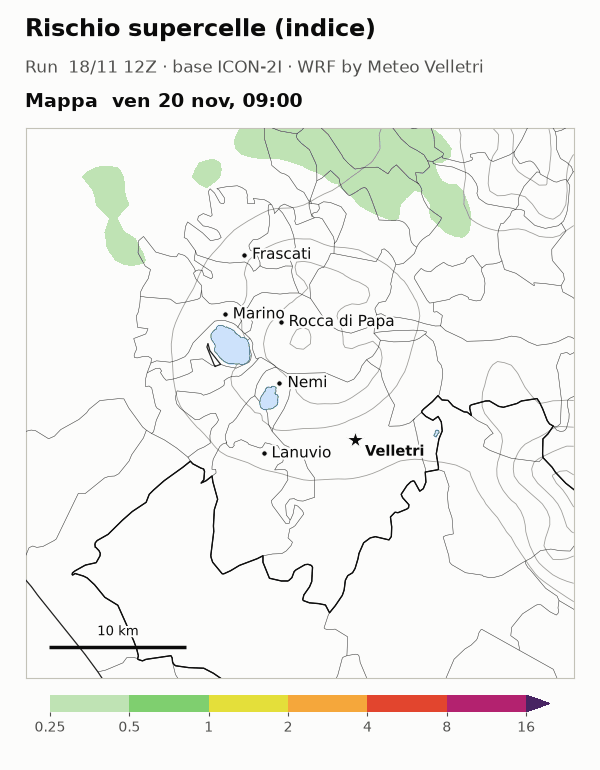 Rischio supercelle (indice)
Run  18/11 12Z · base ICON-2I · WRF by Meteo Velletri
Mappa  ven 20 nov, 09:00
Frascati
Marino
Rocca di Papa
Nemi
Velletri
Lanuvio
10 km
0.25 0.5 1 2 4 8 16